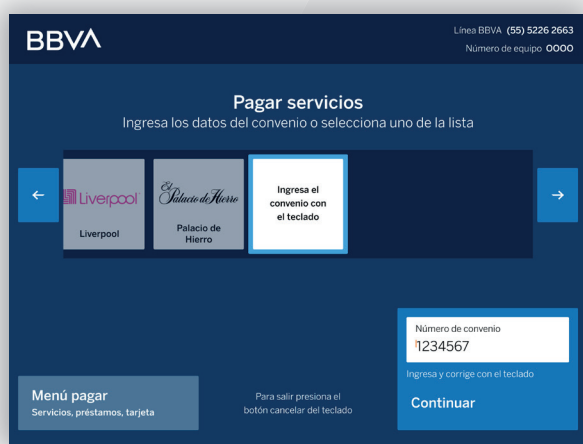 BBVA
Línea BBVA (55) 5226 2663
Número de equipo 0000
Pagar servicios
Ingresa los datos del convenio o selecciona uno de la lista
←
Liverpool
Liverpool
El
Palacio de Hierro
Palacio de
Hierro
Ingresa el
convenio con
el teclado
→
Número de convenio
1234567
Ingresa y corrige con el teclado
Continuar
Menú pagar
Servicios, préstamos, tarjeta
Para salir presiona el
botón cancelar del teclado